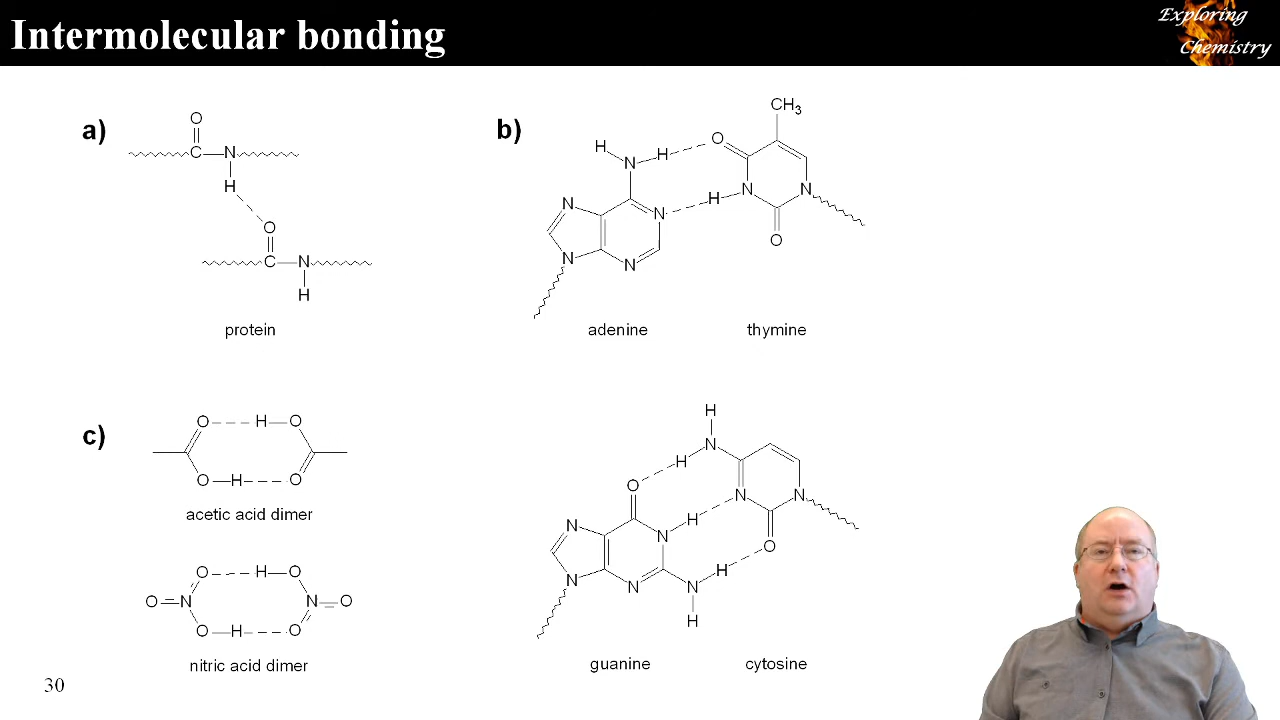 Intermolecular bonding
Exploring
Chemistry
a)
O
C
N
H
O
C
N
H
protein
b)
CH3
H
N
H
O
N
N
H
N
N
N
N
O
adenine
thymine
c)
O
H
O
O
H
O
acetic acid dimer
O
H
O
O
N
N
O
O
H
O
nitric acid dimer
H
N
H
O
N
N
H
N
N
N
N
N
H
O
H
guanine
cytosine
30